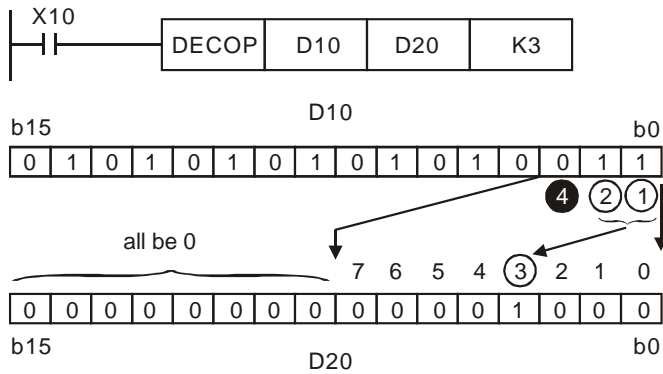 X10
DECOP D10 D20 K3
D10
b15 b0
0 1 0 1 0 1 0 1 0 1 0 1 0 0 1 1
4 2 1
all be 0
7 6 5 4 3 2 1 0
0 0 0 0 0 0 0 0 0 0 0 0 1 0 0 0
b15 b0
D20